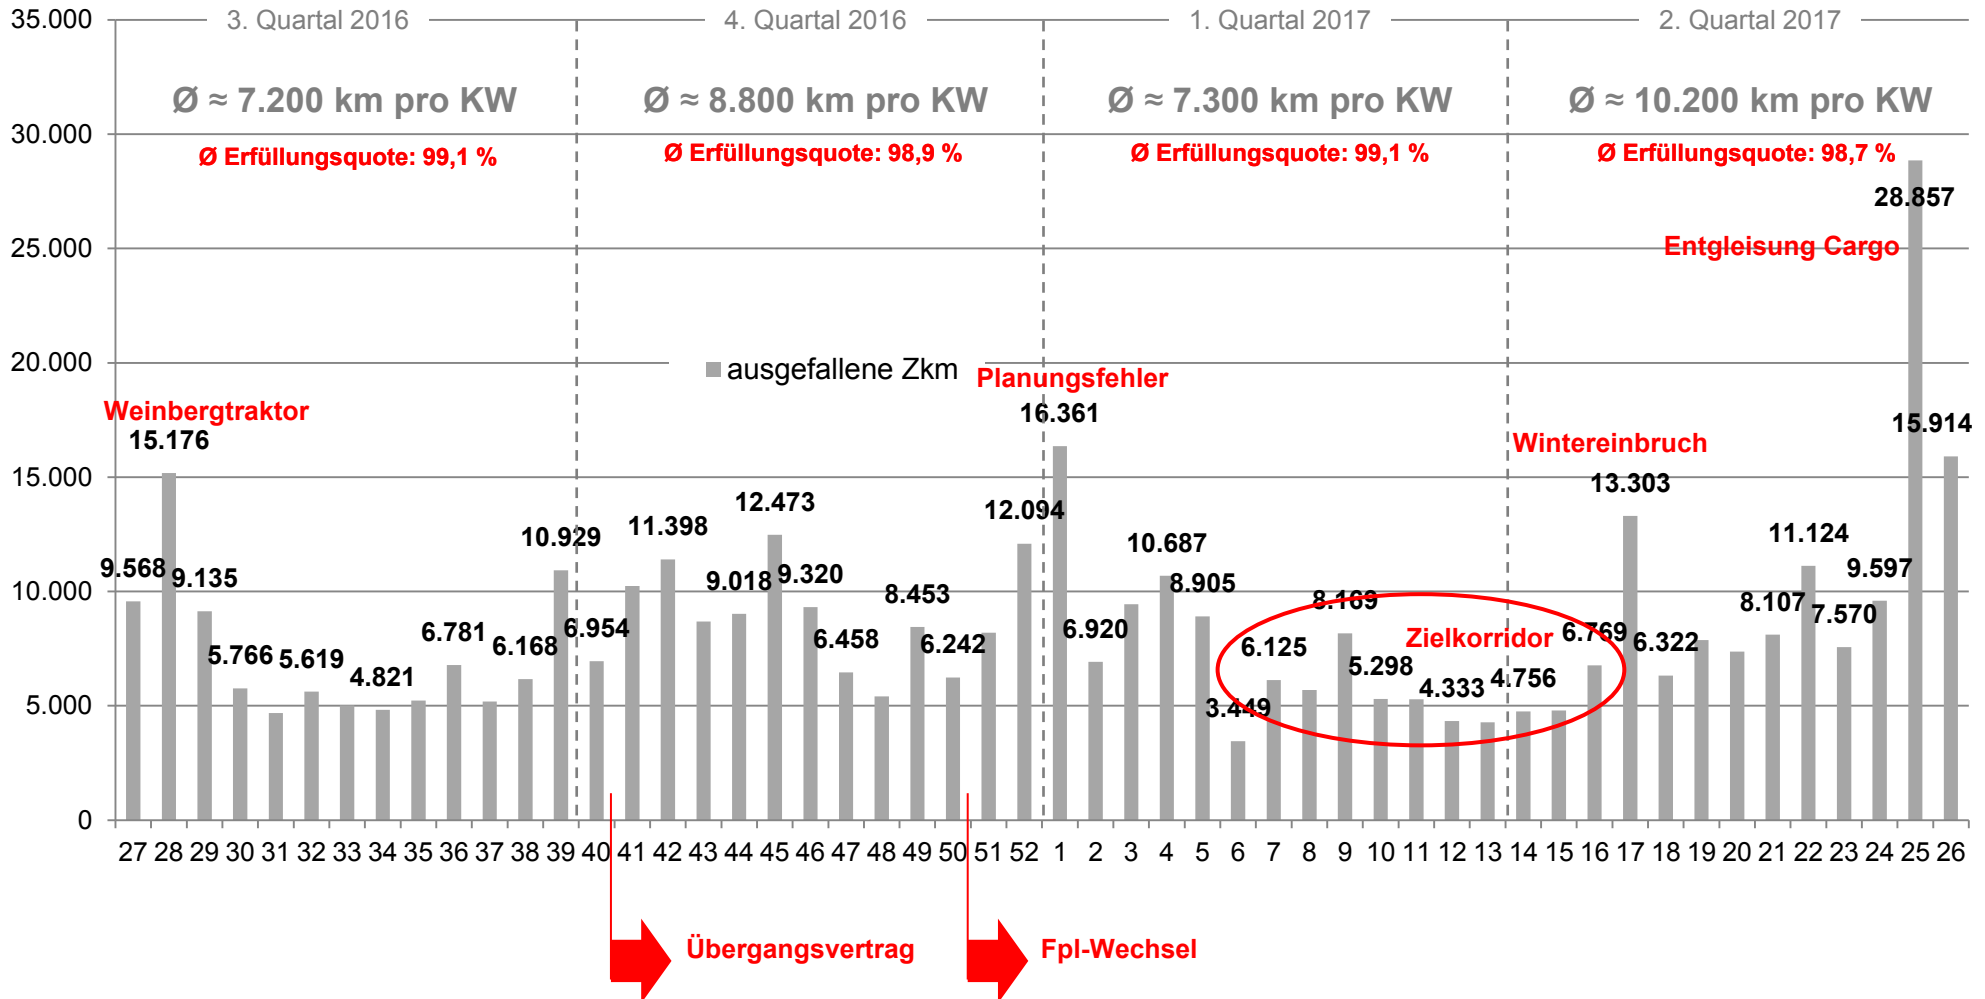 35.000
3. Quartal 2016
4. Quartal 2016
1. Quartal 2017
2. Quartal 2017
Ø ≈ 7.200 km pro KW
Ø ≈ 8.800 km pro KW
Ø ≈ 7.300 km pro KW
Ø ≈ 10.200 km pro KW
30.000
Ø Erfüllungsquote: 99,1 %
Ø Erfüllungsquote: 98,9 %
Ø Erfüllungsquote: 99,1 %
Ø Erfüllungsquote: 98,7 %
28.857
25.000
Entgleisung Cargo
20.000
ausgefallene Zkm
Planungsfehler
Weinbergtraktor
16.361
15.914
15.176
Wintereinbruch
15.000
13.303
12.473
12.094
11.398
11.124
10.929
10.687
9.568
9.135
9.018
9.320
8.905
9.597
10.000
8.453
8.169
8.107
7.570
6.781
6.954
6.168
6.458
6.242
6.920
6.125
Zielkorridor
6.769
6.322
5.766
5.619
4.821
5.298
4.333
4.756
5.000
3.449
0
27 28 29 30 31 32 33 34 35 36 37 38 39 40 41 42 43 44 45 46 47 48 49 50 51 52 1 2 3 4 5 6 7 8 9 10 11 12 13 14 15 16 17 18 19 20 21 22 23 24 25 26
Übergangsvertrag
Fpl-Wechsel